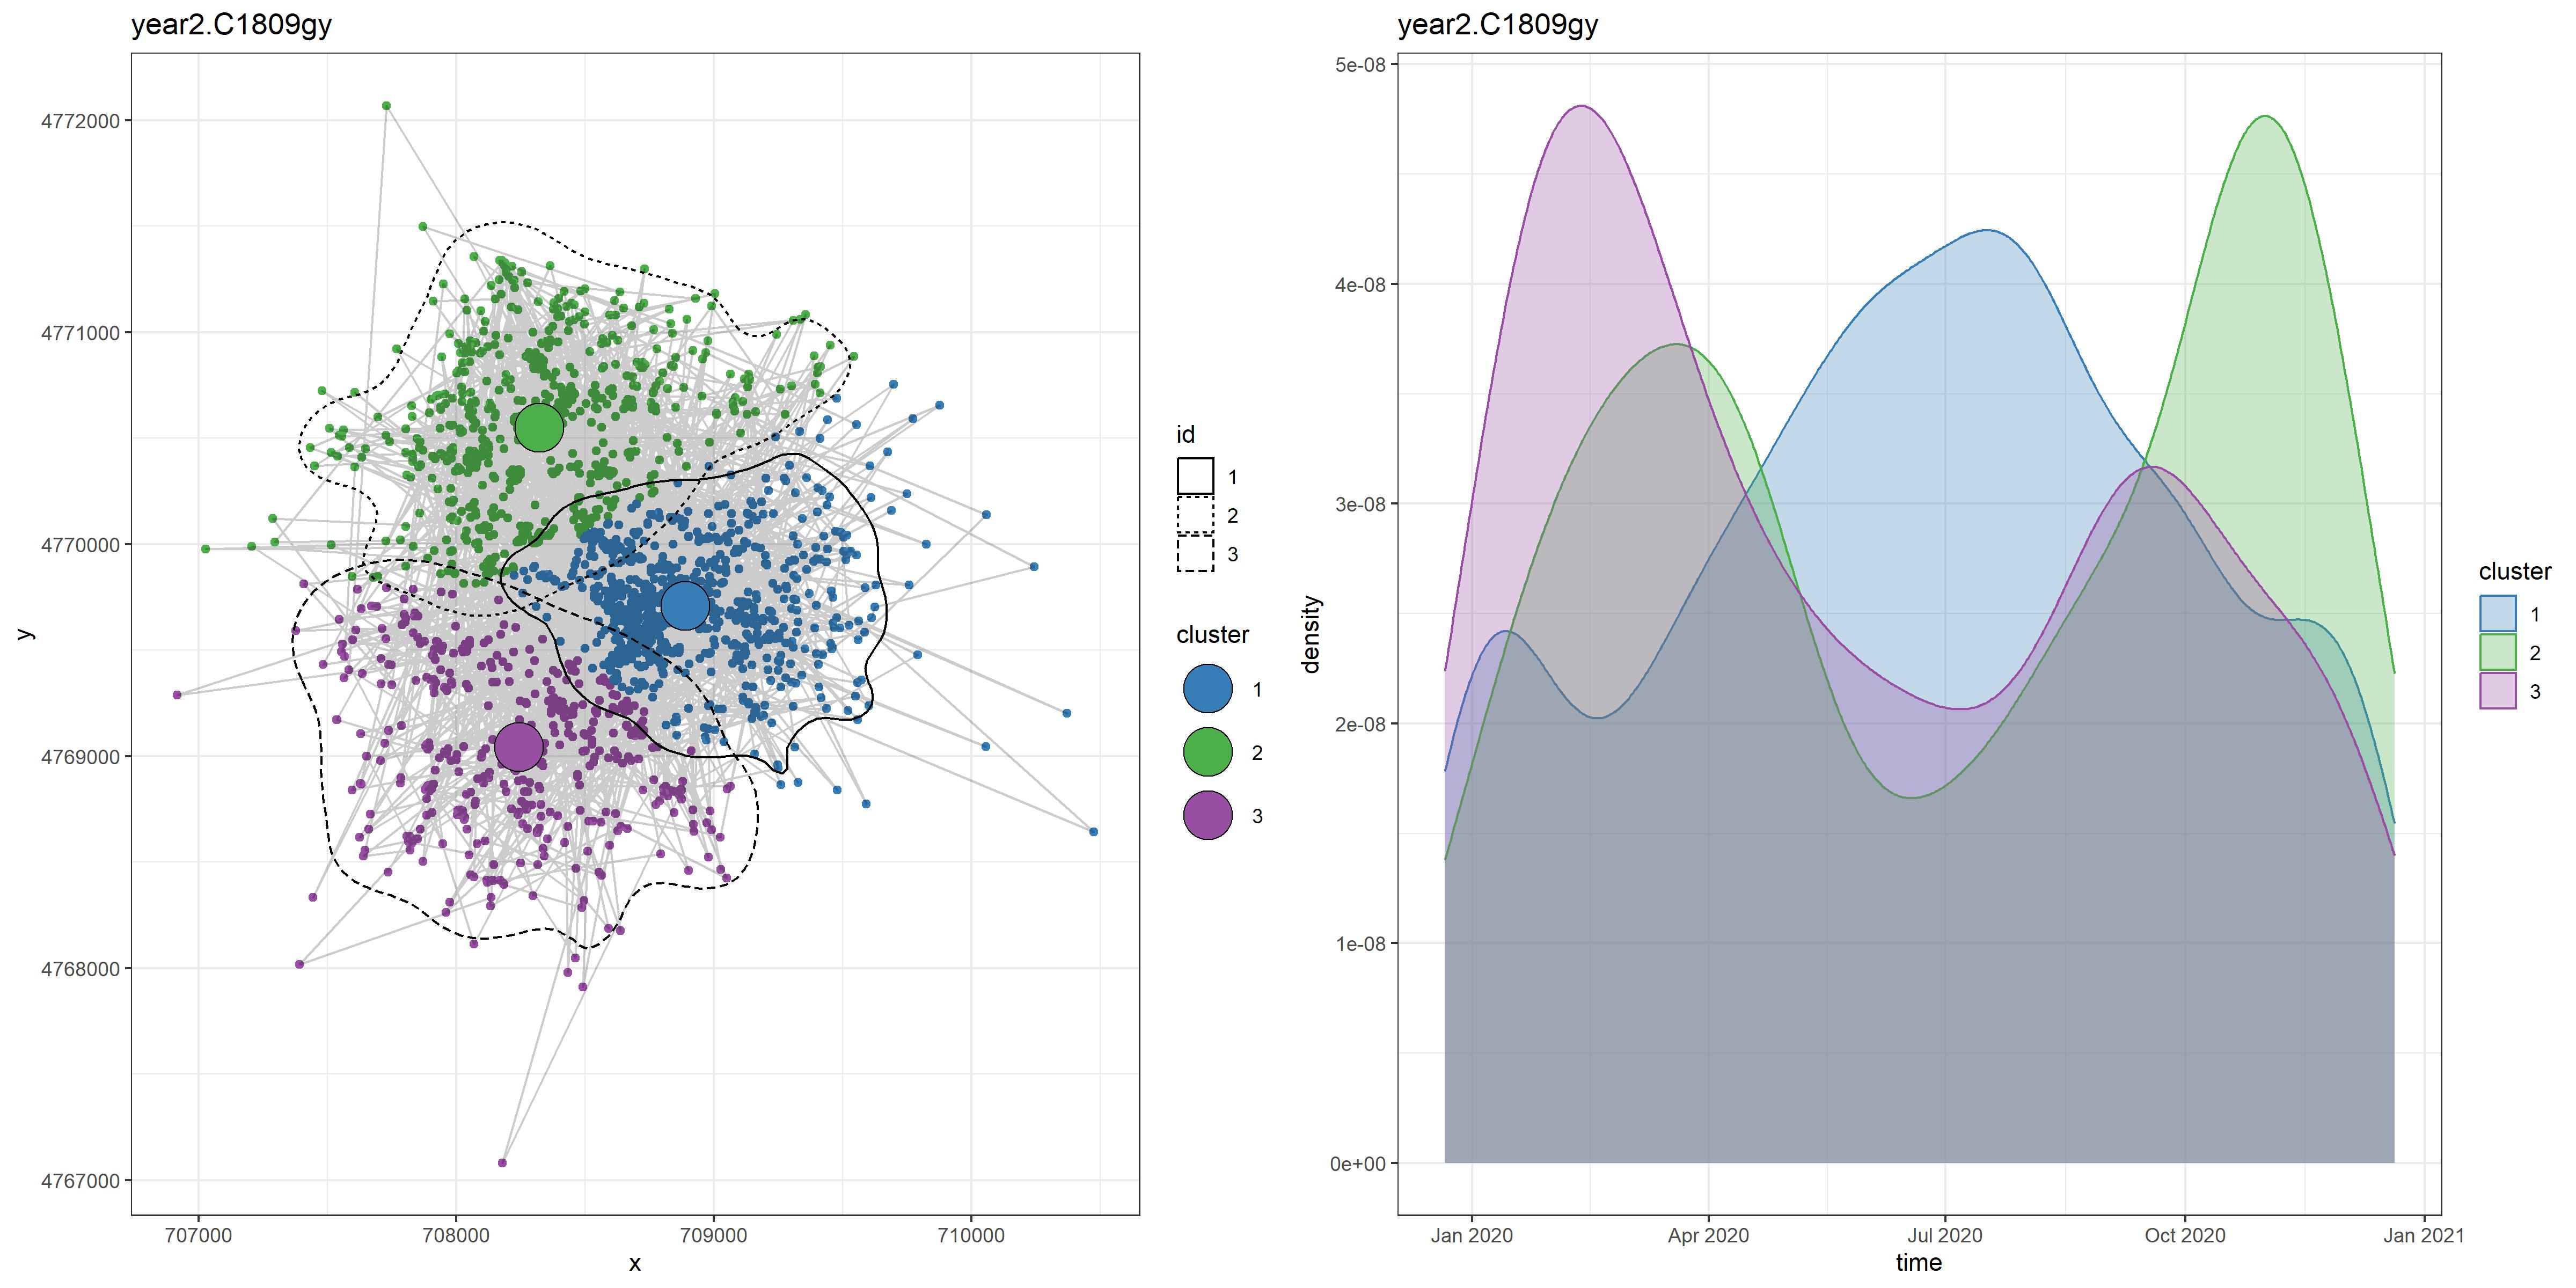 year2.C1809gy
4772000
4771000
4770000
4769000
4768000
4767000
y
707000 708000 709000 710000
x
id
1
2
3
cluster
1
2
3
year2.C1809gy
5e-08
4e-08
3e-08
2e-08
1e-08
0e+00
density
Jan 2020 Apr 2020 Jul 2020 Oct 2020 Jan 2021
time
cluster
1
2
3